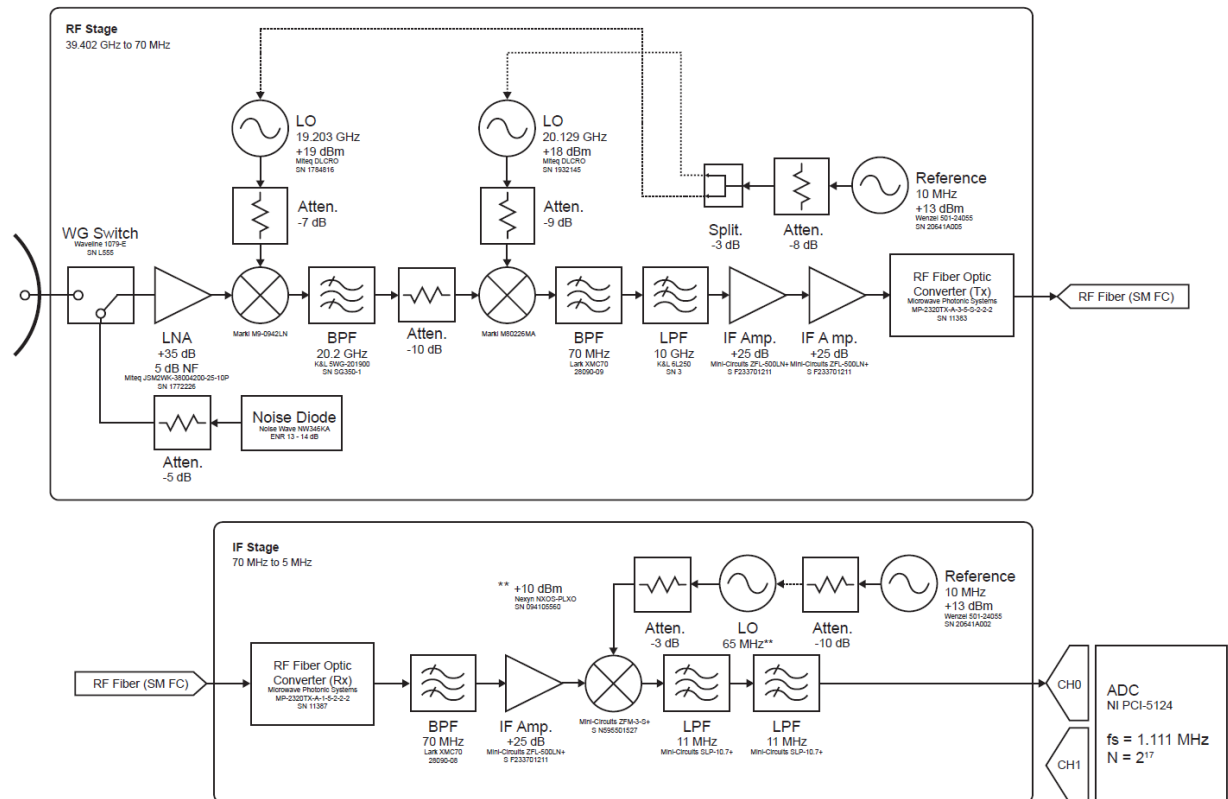 RF Stage
39.402 GHz to 70 MHz
LO
19.203 GHz
+19 dBm
Miteq DLCRO
SN 1784816
LO
20.129 GHz
+18 dBm
Miteq DLCRO
SN 1932145
Atten.
-7 dB
Atten.
-9 dB
Split.
-3 dB
Atten.
-8 dB
Reference
10 MHz
+13 dBm
Wenzel 501-24055
SN 20641A005
WG Switch
Waveline 1079-E
SN L555
LNA
+35 dB
5 dB NF
Miteq JSM2WK-38004200-25-10P
SN 1772226
Marki M9-0942LN
BPF
20.2 GHz
K&L 5WG-201900
SN SG350-1
Atten.
-10 dB
Marki M80226MA
BPF
70 MHz
Lark XMC70
28090-09
LPF
10 GHz
K&L 6L250
SN 3
IF Amp.
+25 dB
Mini-Circuits ZFL-500LN+
S F233701211
IF A mp.
+25 dB
Mini-Circuits ZFL-500LN+
S F233701211
RF Fiber Optic
Converter (Tx)
Microwave Photonic Systems
MP-2320TX-A-3-5-S-2-2-2
SN 11383
RF Fiber (SM FC)
Atten.
-5 dB
Noise Diode
Noise Wave NW346KA
ENR 13 - 14 dB
IF Stage
70 MHz to 5 MHz
** +10 dBm
Nexyn NXOS-PLXO
SN 094105560
Atten.
-3 dB
LO
65 MHz**
Atten.
-10 dB
Reference
10 MHz
+13 dBm
Wenzel 501-24055
SN 20641A002
RF Fiber (SM FC)
RF Fiber Optic
Converter (Rx)
Microwave Photonic Systems
MP-2320TX-A-1-5-2-2-2
SN 11387
BPF
70 MHz
Lark XMC70
28090-08
IF Amp.
+25 dB
Mini-Circuits ZFL-500LN+
S F233701211
Mini-Circuits ZFM-3-S+
S N595501527
LPF
11 MHz
Mini-Circuits SLP-10.7+
LPF
11 MHz
Mini-Circuits SLP-10.7+
CH0
CH1
ADC
NI PCI-5124
fs = 1.111 MHz
N = 2¹⁷